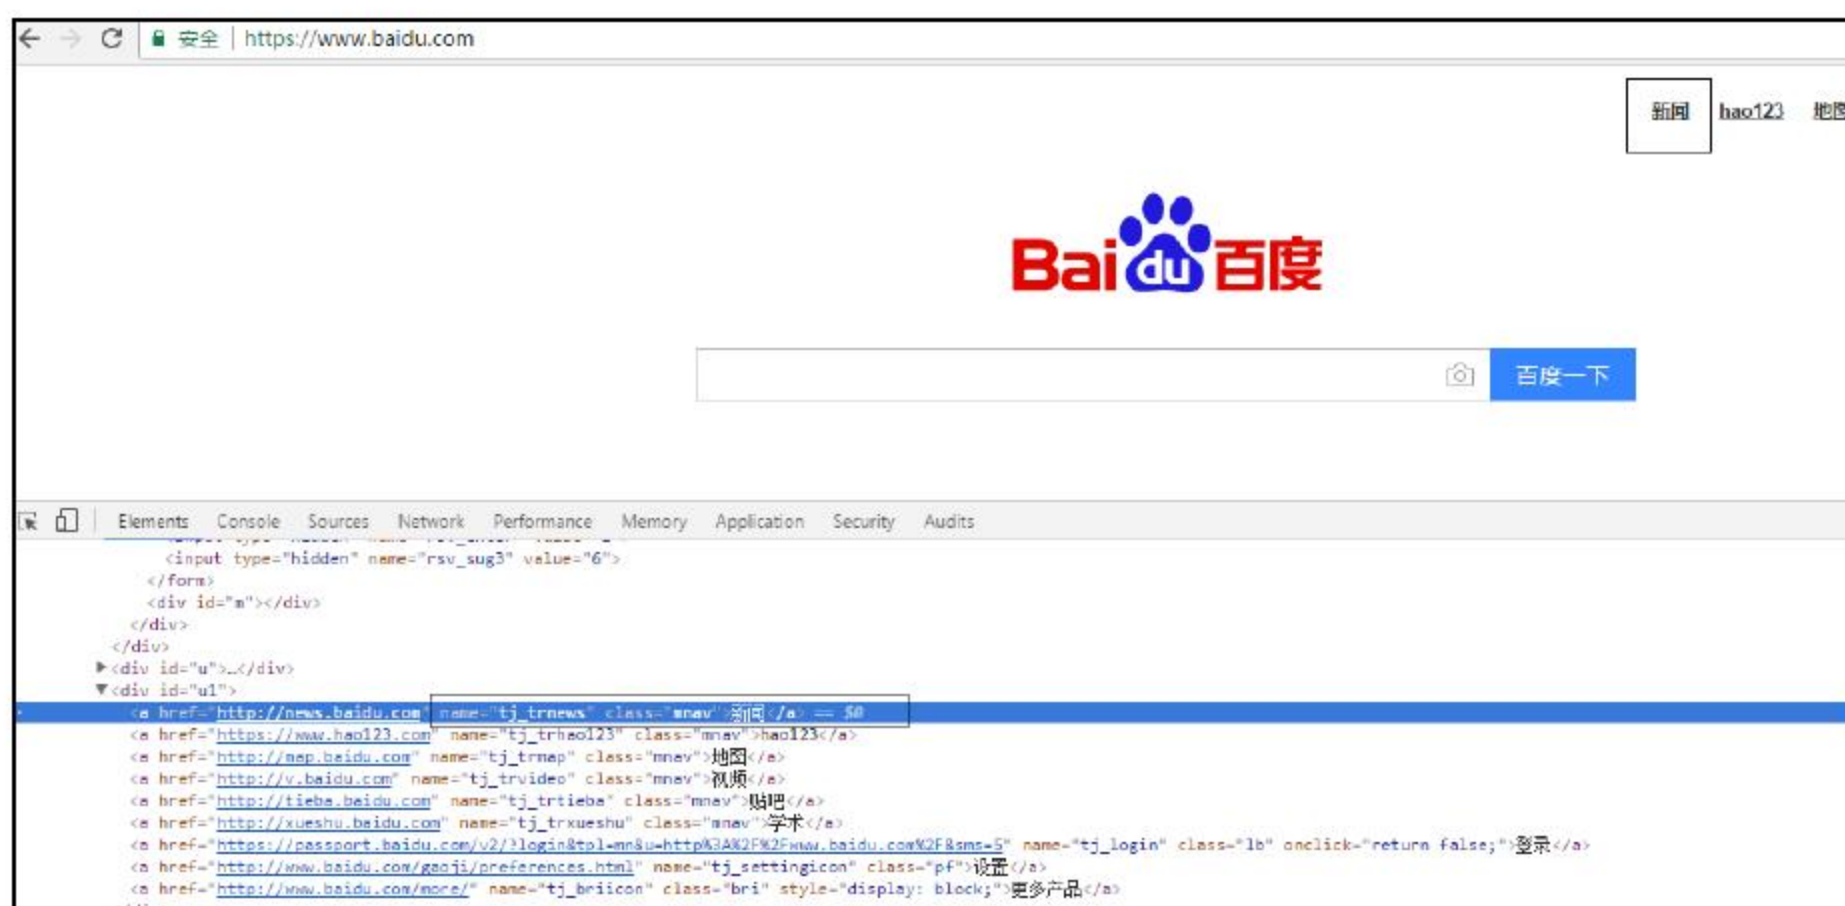 安全 | https://www.baidu.com
新闻 hao123
Bai du 百度
百度一下
Elements Console Sources Network Performance Memory Application Security Audits
<input type="hidden" name="rsv_sug3" value="6">
</form>
<div id="m"></div>
</div>
</div>
<div id="u">…</div>
<div id="u1">
<a href="http://news.baidu.com" name="tj_trnews" class="mnav">新闻</a> == $0
<a href="https://www.hao123.com" name="tj_trhao123" class="mnav">hao123</a>
<a href="http://map.baidu.com" name="tj_trmap" class="mnav">地图</a>
<a href="http://v.baidu.com" name="tj_trvideo" class="mnav">视频</a>
<a href="http://tieba.baidu.com" name="tj_trtieba" class="mnav">贴吧</a>
<a href="http://xueshu.baidu.com" name="tj_trxueshu" class="mnav">学术</a>
<a href="https://passport.baidu.com/v2/?login&tpl=mn&u=http%3A%2F%2Fwww.baidu.com%2F&sms=5" name="tj_login" class="lb" onclick="return false;">登录</a>
<a href="http://www.baidu.com/gaoji/preferences.html" name="tj_settingicon" class="pf">设置</a>
<a href="http://www.baidu.com/more/" name="tj_briicon" class="bri" style="display: block;">更多产品</a>